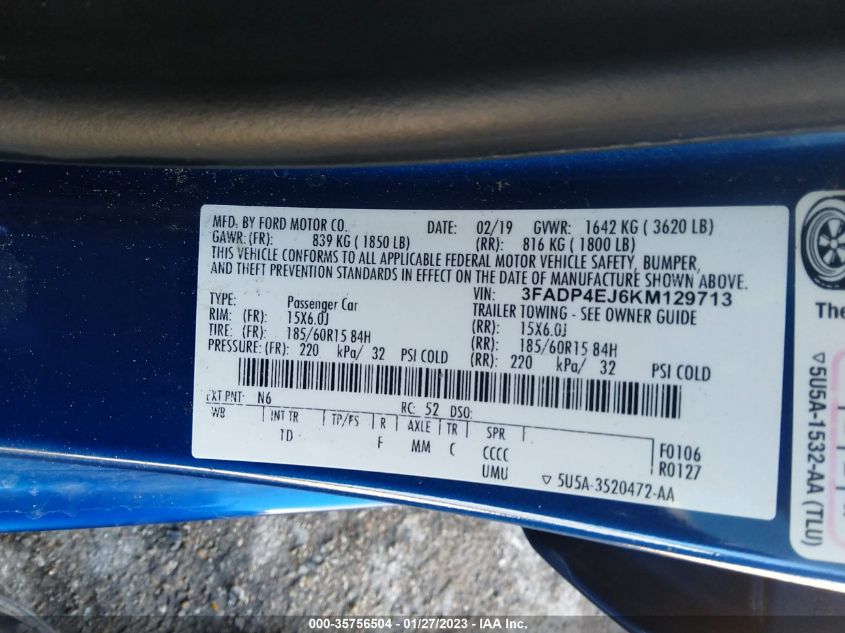 MFD. BY FORD MOTOR CO. DATE: 02/19 GVWR: 1642 KG ( 3620 LB)
GAWR: (FR): 839 KG ( 1850 LB) (RR): 816 KG ( 1800 LB)
THIS VEHICLE CONFORMS TO ALL APPLICABLE FEDERAL MOTOR VEHICLE SAFETY, BUMPER,
AND THEFT PREVENTION STANDARDS IN EFFECT ON THE DATE OF MANUFACTURE SHOWN ABOVE.
VIN: 3FADP4EJ6KM129713
TYPE: Passenger Car TRAILER TOWING - SEE OWNER GUIDE
RIM: (FR): 15X6.0J (RR): 15X6.0J
TIRE: (FR): 185/60R15 84H (RR): 185/60R15 84H
PRESSURE: (FR): 220 kPa/ 32 PSI COLD (RR): 220 kPa/ 32 PSI COLD
EXT PNT: N6 RC: 52 DSO:
WB INT TR TP/PS R AXLE TR SPR
TD F MM C CCCC F0106
UMU R0127
▽ 5U5A-3520472-AA
The
▽5U5A-1532-AA (TLU)
000-35756504 / 01/27/2023 / © IAA Inc.